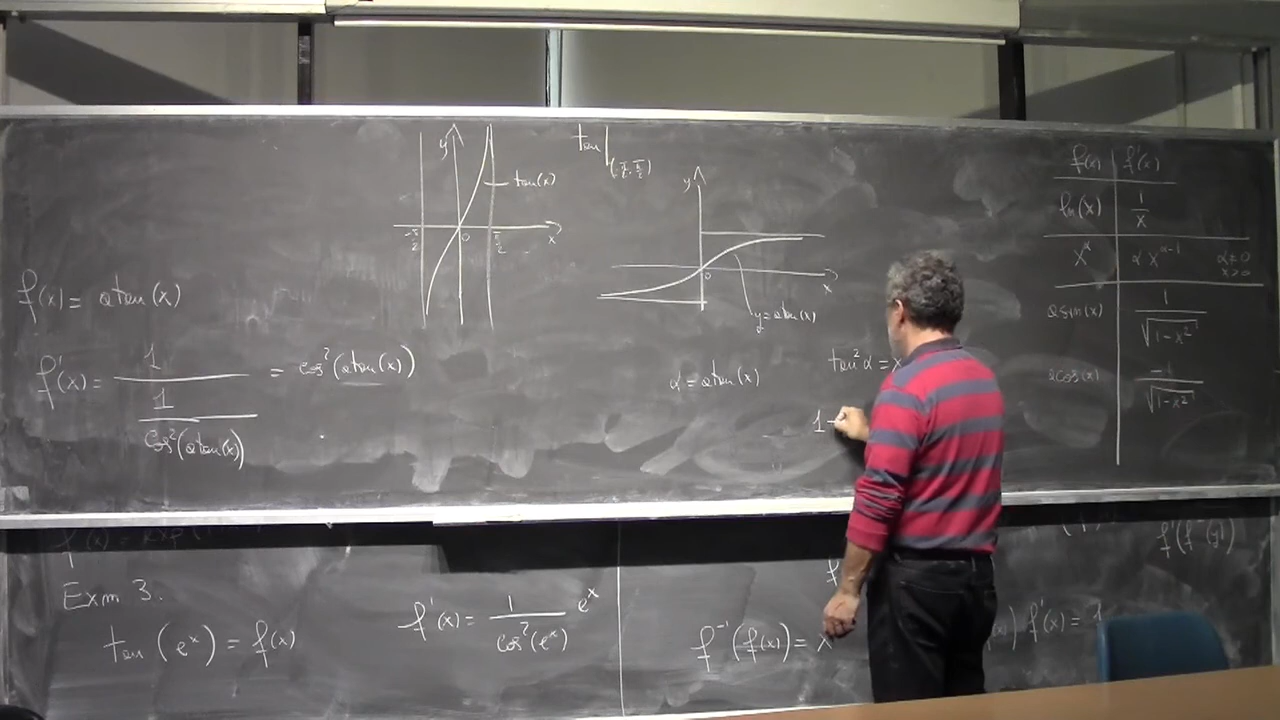 y
tan(x)
-π/2
0
π/2
x
tan|(-π/2, π/2)
y
0
x
y=atan(x)
f(x) = atan(x)
f'(x) = 1 / (1 / cos²(atan(x))) = cos²(atan(x))
α = atan(x)
tan²α = x
1 +
f(x) | f'(x)
ln(x) | 1/x
x^α | α x^(α-1) α≠0 x>0
asin(x) | 1/√(1-x²)
acos(x) | -1/√(1-x²)
Exm 3.
tan(e^x) = f(x)
f'(x) = 1/cos²(e^x) e^x
f⁻¹(f(x)) = x
f'(x) = 1